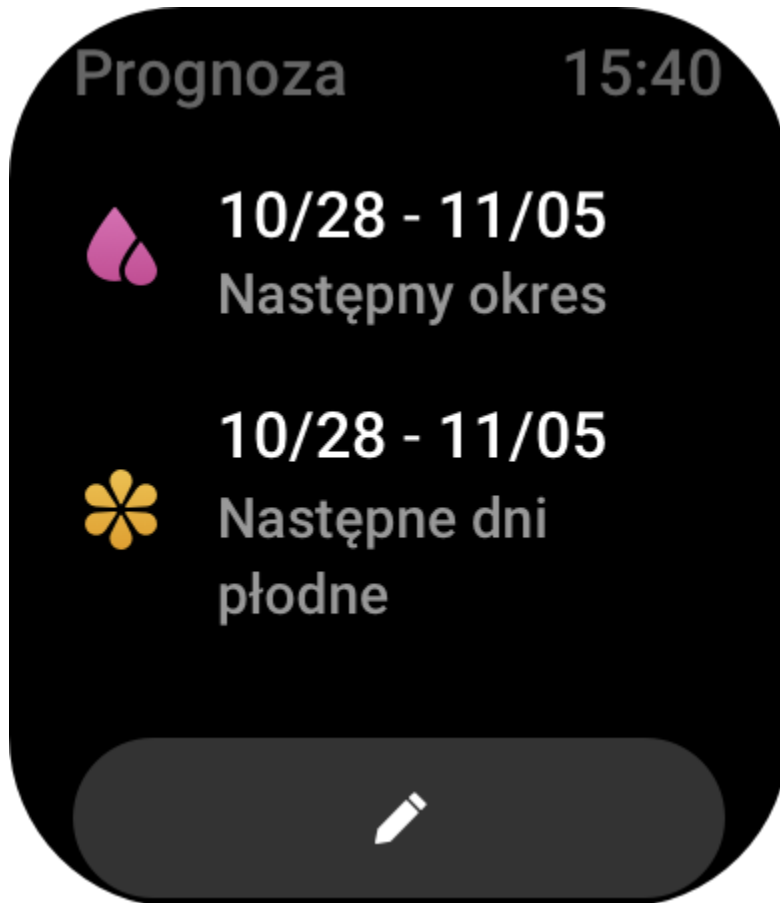 Prognoza 15:40
10/28 - 11/05
Następny okres
10/28 - 11/05
Następne dni
płodne